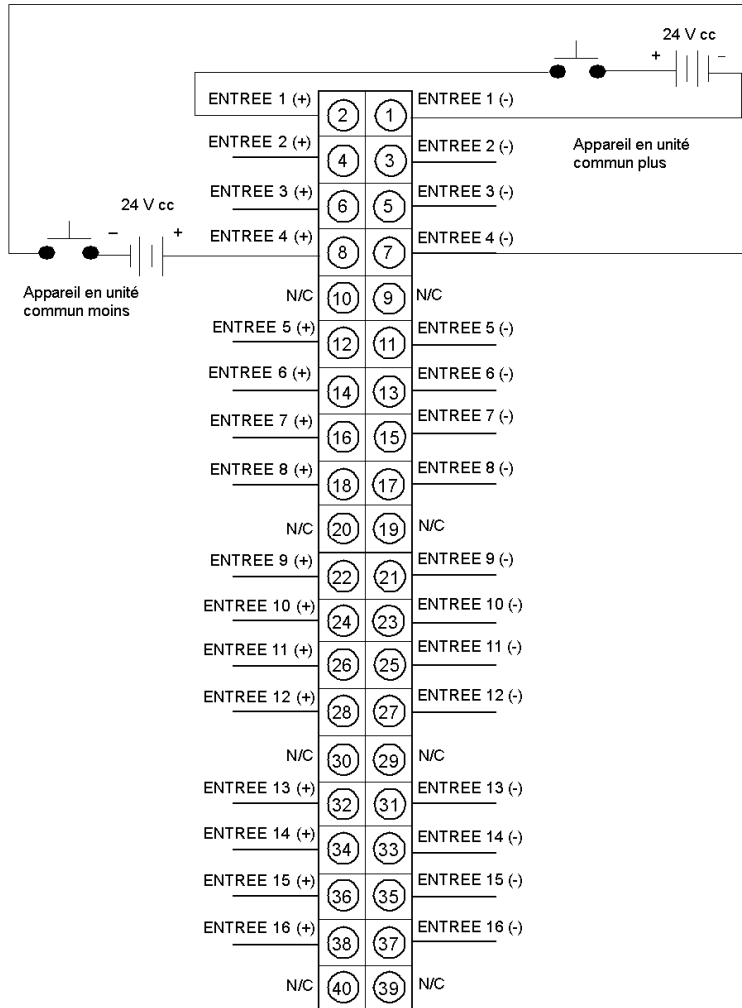 24 V cc
+ –
ENTREE 1 (+) 2 1 ENTREE 1 (-)
Appareil en unité
commun plus
ENTREE 2 (+) 4 3 ENTREE 2 (-)
ENTREE 3 (+) 6 5 ENTREE 3 (-)
24 V cc
– +
ENTREE 4 (+) 8 7 ENTREE 4 (-)
Appareil en unité
commun moins
N/C 10 9 N/C
ENTREE 5 (+) 12 11 ENTREE 5 (-)
ENTREE 6 (+) 14 13 ENTREE 6 (-)
ENTREE 7 (+) 16 15 ENTREE 7 (-)
ENTREE 8 (+) 18 17 ENTREE 8 (-)
N/C 20 19 N/C
ENTREE 9 (+) 22 21 ENTREE 9 (-)
ENTREE 10 (+) 24 23 ENTREE 10 (-)
ENTREE 11 (+) 26 25 ENTREE 11 (-)
ENTREE 12 (+) 28 27 ENTREE 12 (-)
N/C 30 29 N/C
ENTREE 13 (+) 32 31 ENTREE 13 (-)
ENTREE 14 (+) 34 33 ENTREE 14 (-)
ENTREE 15 (+) 36 35 ENTREE 15 (-)
ENTREE 16 (+) 38 37 ENTREE 16 (-)
N/C 40 39 N/C